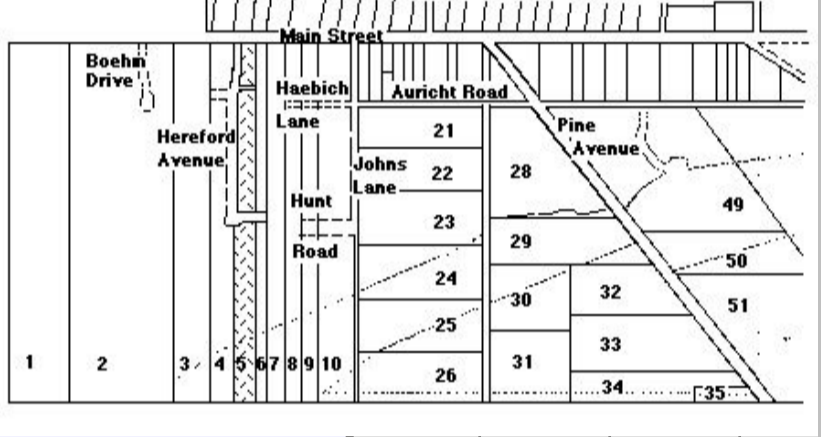 Main Street
Boehm
Drive
Haebich
Lane
Auricht Road
Hereford
Avenue
Pine
Avenue
Johns
Lane
Hunt
Road
21
22
23
24
25
26
28
29
30
31
32
33
34
35
49
50
51
1
2
3
4
5
6
7
8
9
10